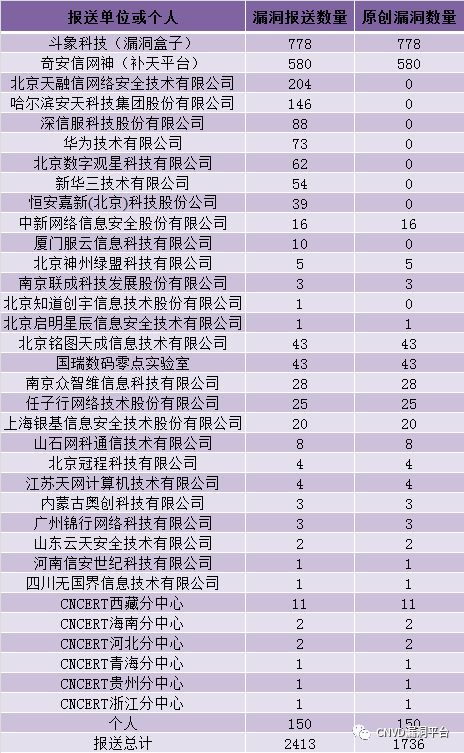 报送单位或个人 漏洞报送数量 原创漏洞数量
斗象科技（漏洞盒子） 778 778
奇安信网神（补天平台） 580 580
北京天融信网络安全技术有限公司 204 0
哈尔滨安天科技集团股份有限公司 146 0
深信服科技股份有限公司 88 0
华为技术有限公司 73 0
北京数字观星科技有限公司 62 0
新华三技术有限公司 54 0
恒安嘉新(北京)科技股份公司 39 0
中新网络信息安全股份有限公司 16 16
厦门服云信息科技有限公司 10 0
北京神州绿盟科技有限公司 5 5
南京联成科技发展股份有限公司 3 3
北京知道创宇信息技术股份有限公司 1 0
北京启明星辰信息安全技术有限公司 1 1
北京铭图天成信息技术有限公司 43 43
国瑞数码零点实验室 43 43
南京众智维信息科技有限公司 28 28
任子行网络技术股份有限公司 25 25
上海银基信息安全技术股份有限公司 20 20
山石网科通信技术有限公司 8 8
北京冠程科技有限公司 4 4
江苏天网计算机技术有限公司 4 4
内蒙古奥创科技有限公司 3 3
广州锦行网络科技有限公司 3 3
山东云天安全技术有限公司 2 2
河南信安世纪科技有限公司 1 1
四川无国界信息技术有限公司 1 1
CNCERT西藏分中心 11 11
CNCERT海南分中心 2 2
CNCERT河北分中心 2 2
CNCERT青海分中心 1 1
CNCERT贵州分中心 1 1
CNCERT浙江分中心 1 1
个人 150 150
报送总计 2413 1736
CNVD漏洞平台